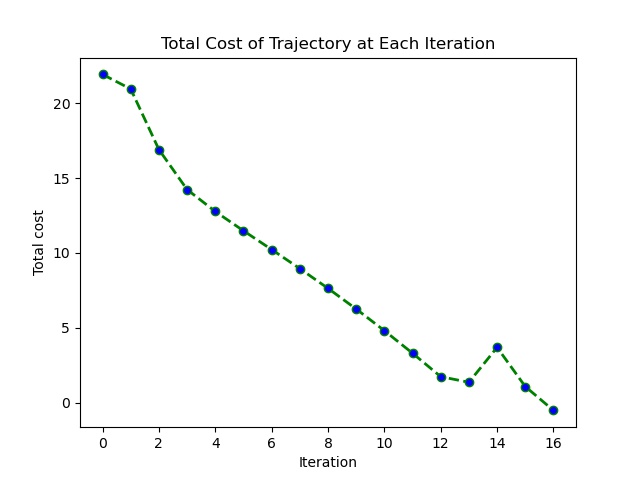 Total Cost of Trajectory at Each Iteration
Total cost
20
15
10
5
0
0 2 4 6 8 10 12 14 16
Iteration